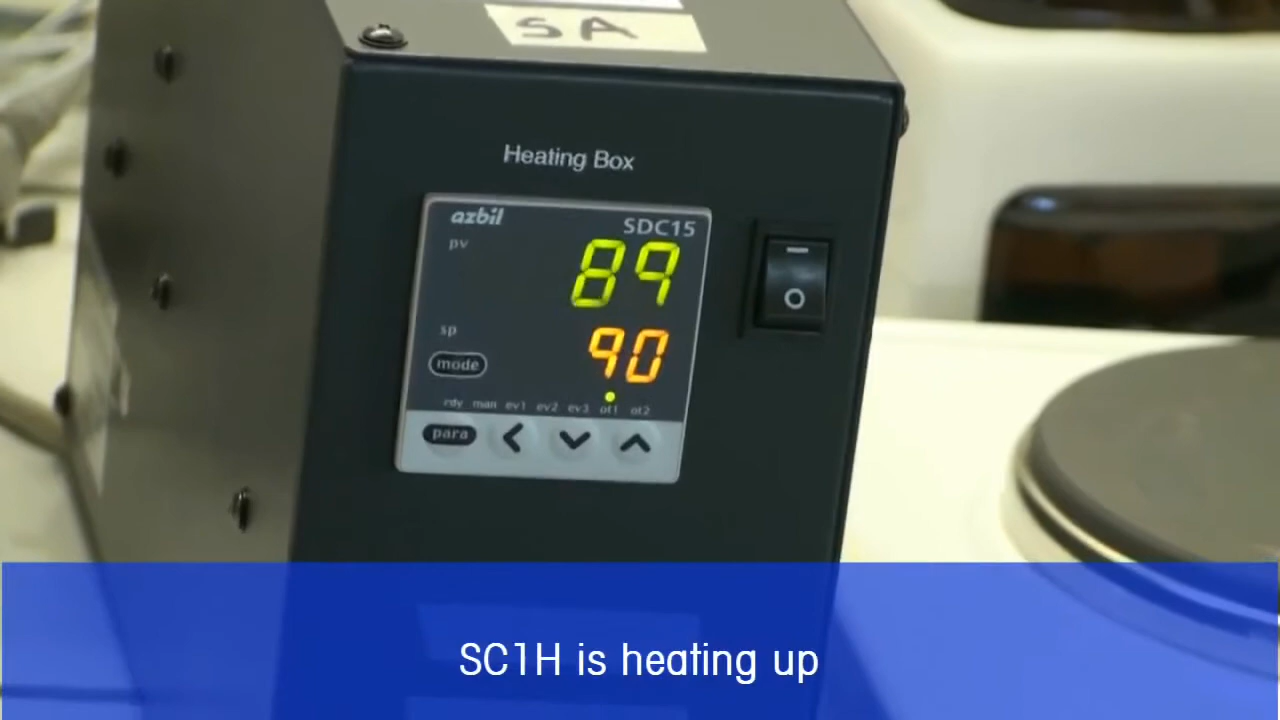 SA
Heating Box
azbil
SDC15
pv
89
sp
90
mode
rdy man ev1 ev2 ev3 ot1 ot2
para
SC1H is heating up